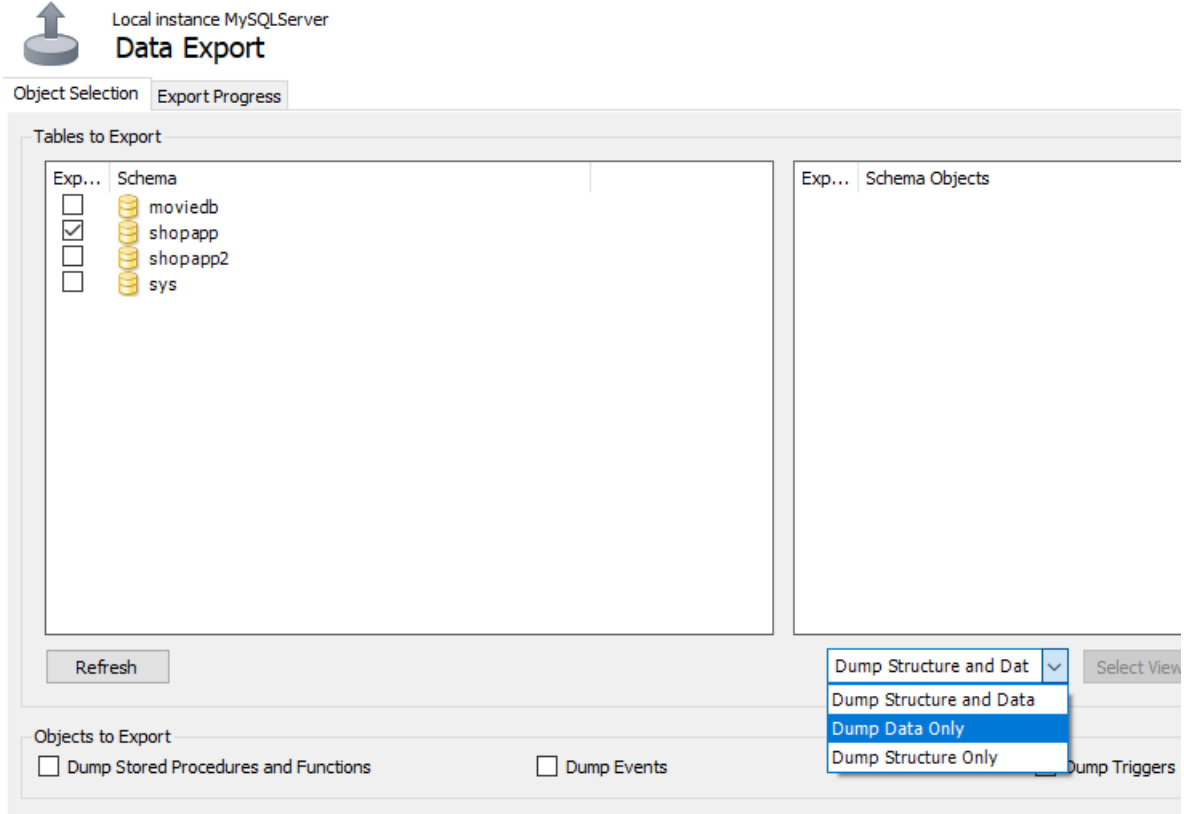 Local instance MySQLServer
Data Export
Object Selection Export Progress
Tables to Export
Exp... Schema
moviedb
shopapp
shopapp2
sys
Exp... Schema Objects
Refresh
Dump Structure and Dat
Select View
Dump Structure and Data
Dump Data Only
Dump Structure Only
Objects to Export
Dump Stored Procedures and Functions
Dump Events
Dump Triggers